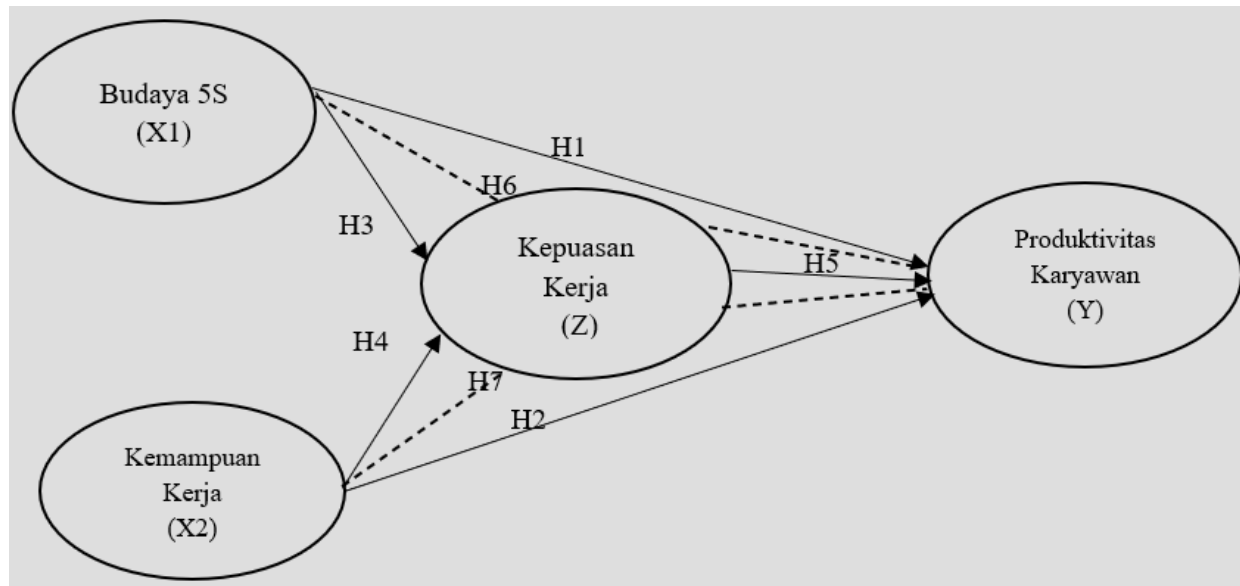 Budaya 5S
(X1)
H1
H6
H3
Kepuasan
Kerja
(Z)
H5
Produktivitas
Karyawan
(Y)
H4
H7
H2
Kemampuan
Kerja
(X2)